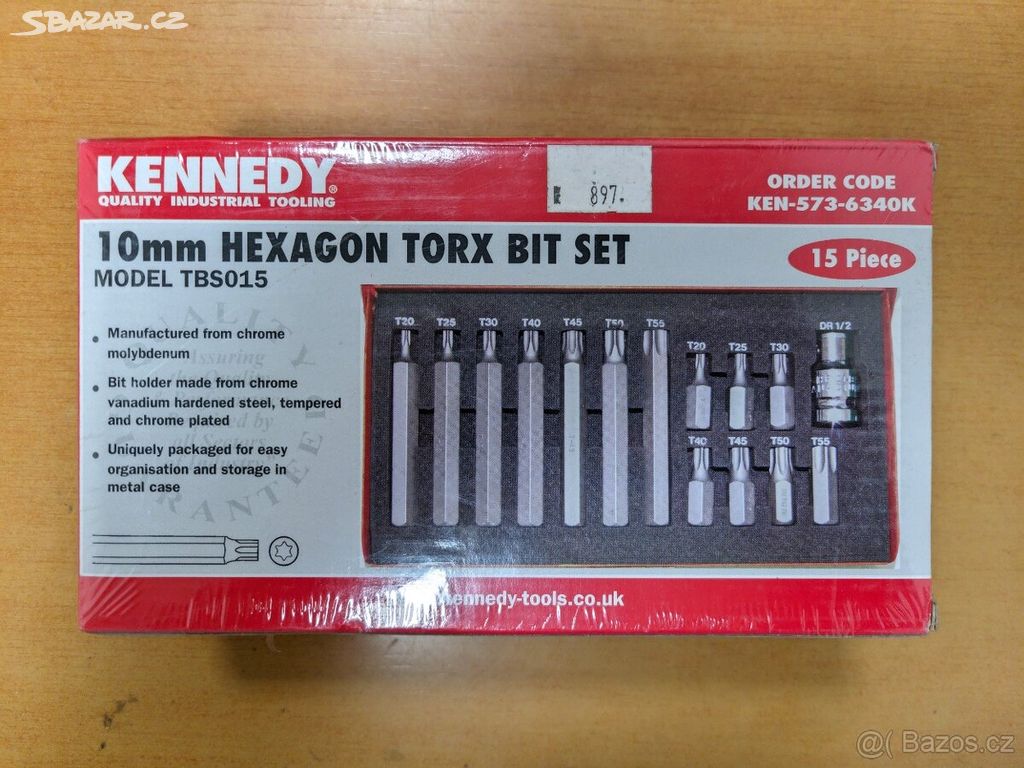 SBAZAR.CZ
KENNEDY®
QUALITY INDUSTRIAL TOOLING
897.
ORDER CODE
KEN-573-6340K
10mm HEXAGON TORX BIT SET
MODEL TBS015
15 Piece
• Manufactured from chrome
molybdenum
• Bit holder made from chrome
vanadium hardened steel, tempered
and chrome plated
• Uniquely packaged for easy
organisation and storage in
metal case
T20 T25 T30 T40 T45 T50 T55
T20 T25 T30
DR 1/2
T40 T45 T50 T55
kennedy-tools.co.uk
@( Bazos.cz